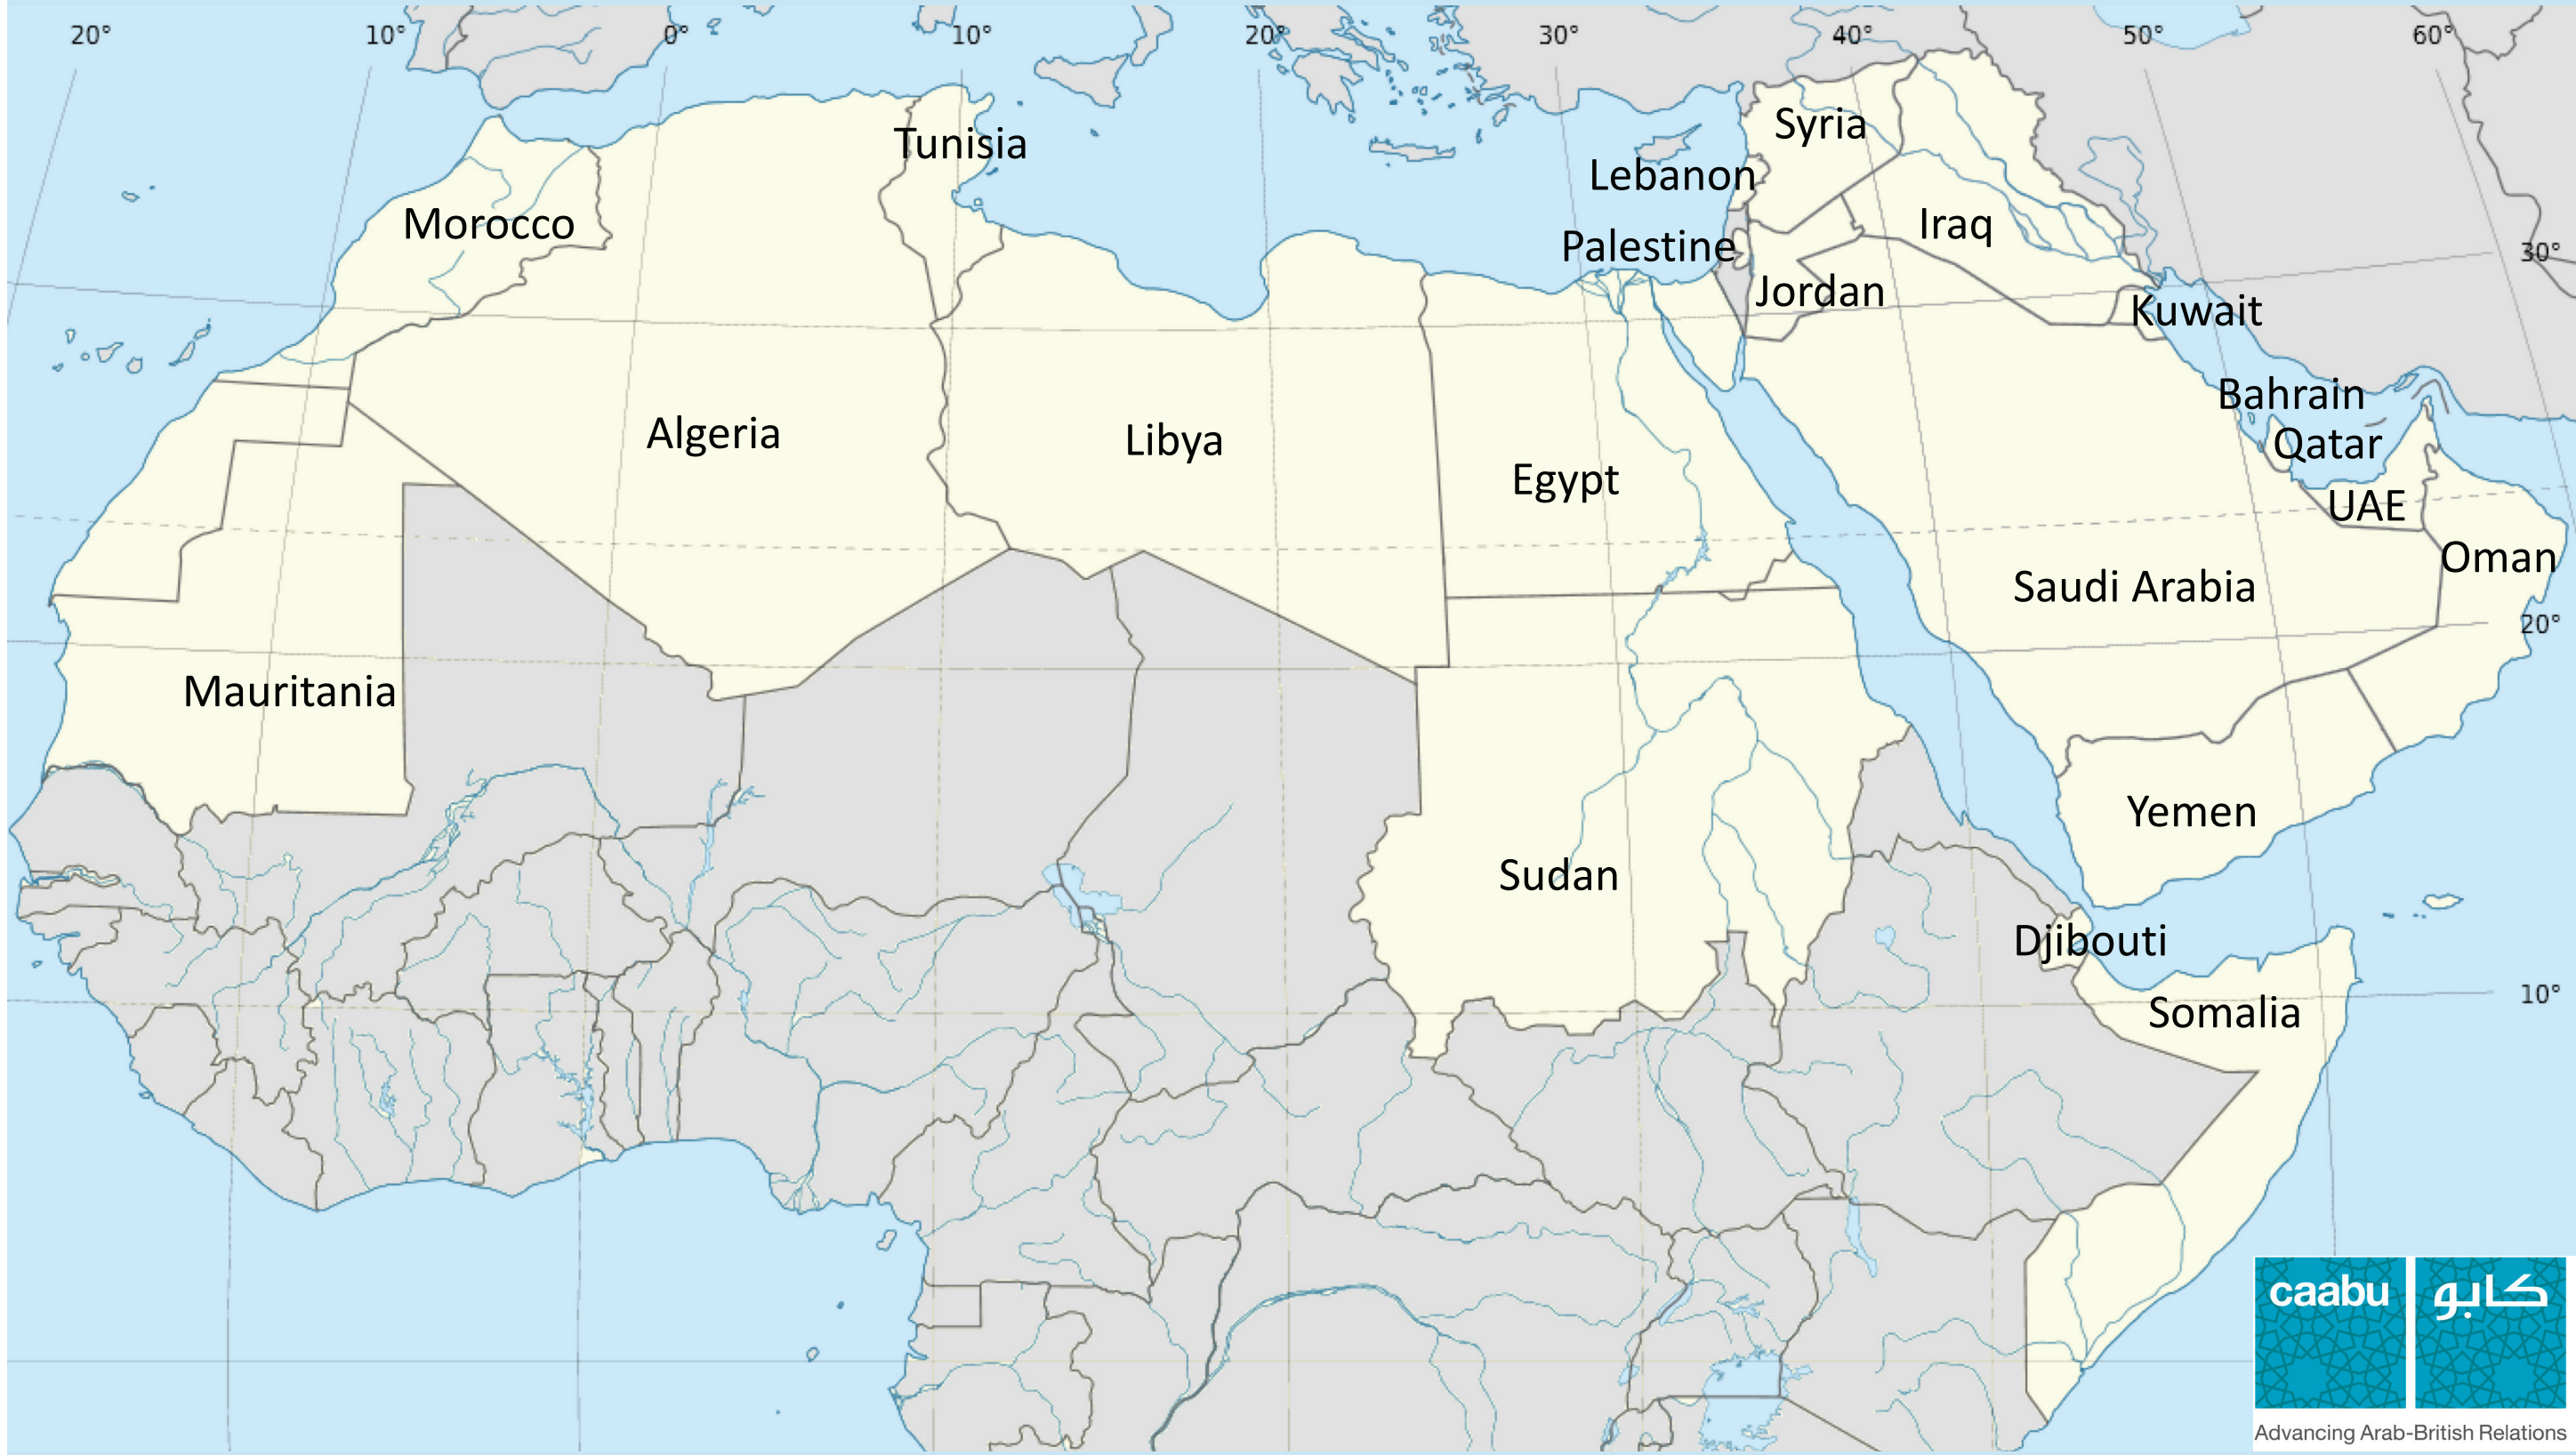 20°
10°
0°
10°
20°
30°
40°
50°
60°
Tunisia
Syria
Lebanon
Morocco
Palestine
Iraq
30°
Jordan
Kuwait
Bahrain
Algeria
Libya
Qatar
Egypt
UAE
Oman
Saudi Arabia
20°
Mauritania
Yemen
Sudan
Djibouti
10°
Somalia
caabu
كابو
Advancing Arab-British Relations